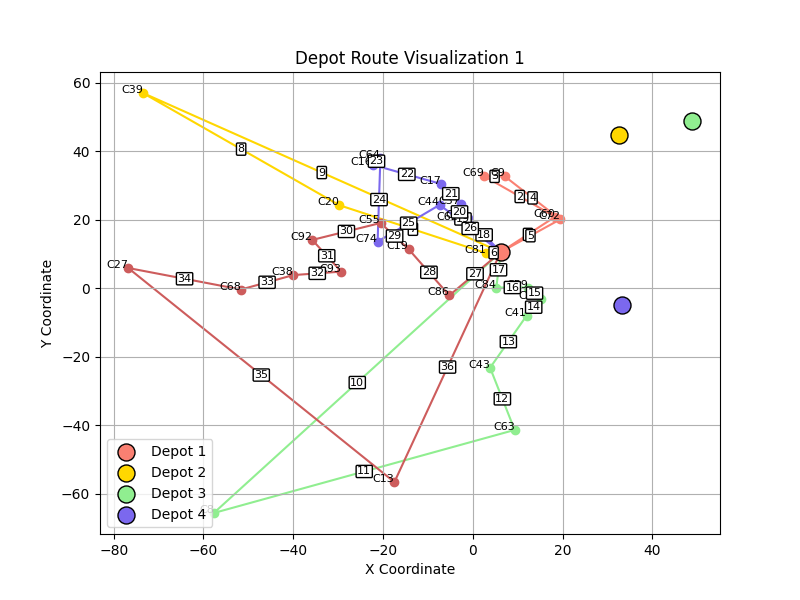 Depot Route Visualization 1
60
40
20
0
−20
−40
−60
Y Coordinate
−80
−60
−40
−20
0
20
40
X Coordinate
Depot 1
Depot 2
Depot 3
Depot 4
C39
8
9
C20
C64
23
22
C17
C69
3
2
4
24
21
20
C44
C55
C92
30
25
29
C74
C19
26
18
5
C81
6
31
C27
34
C38
33
32
C93
C68
28
27
17
C84
16
15
14
C86
C41
13
C43
12
C63
36
35
10
11
C13